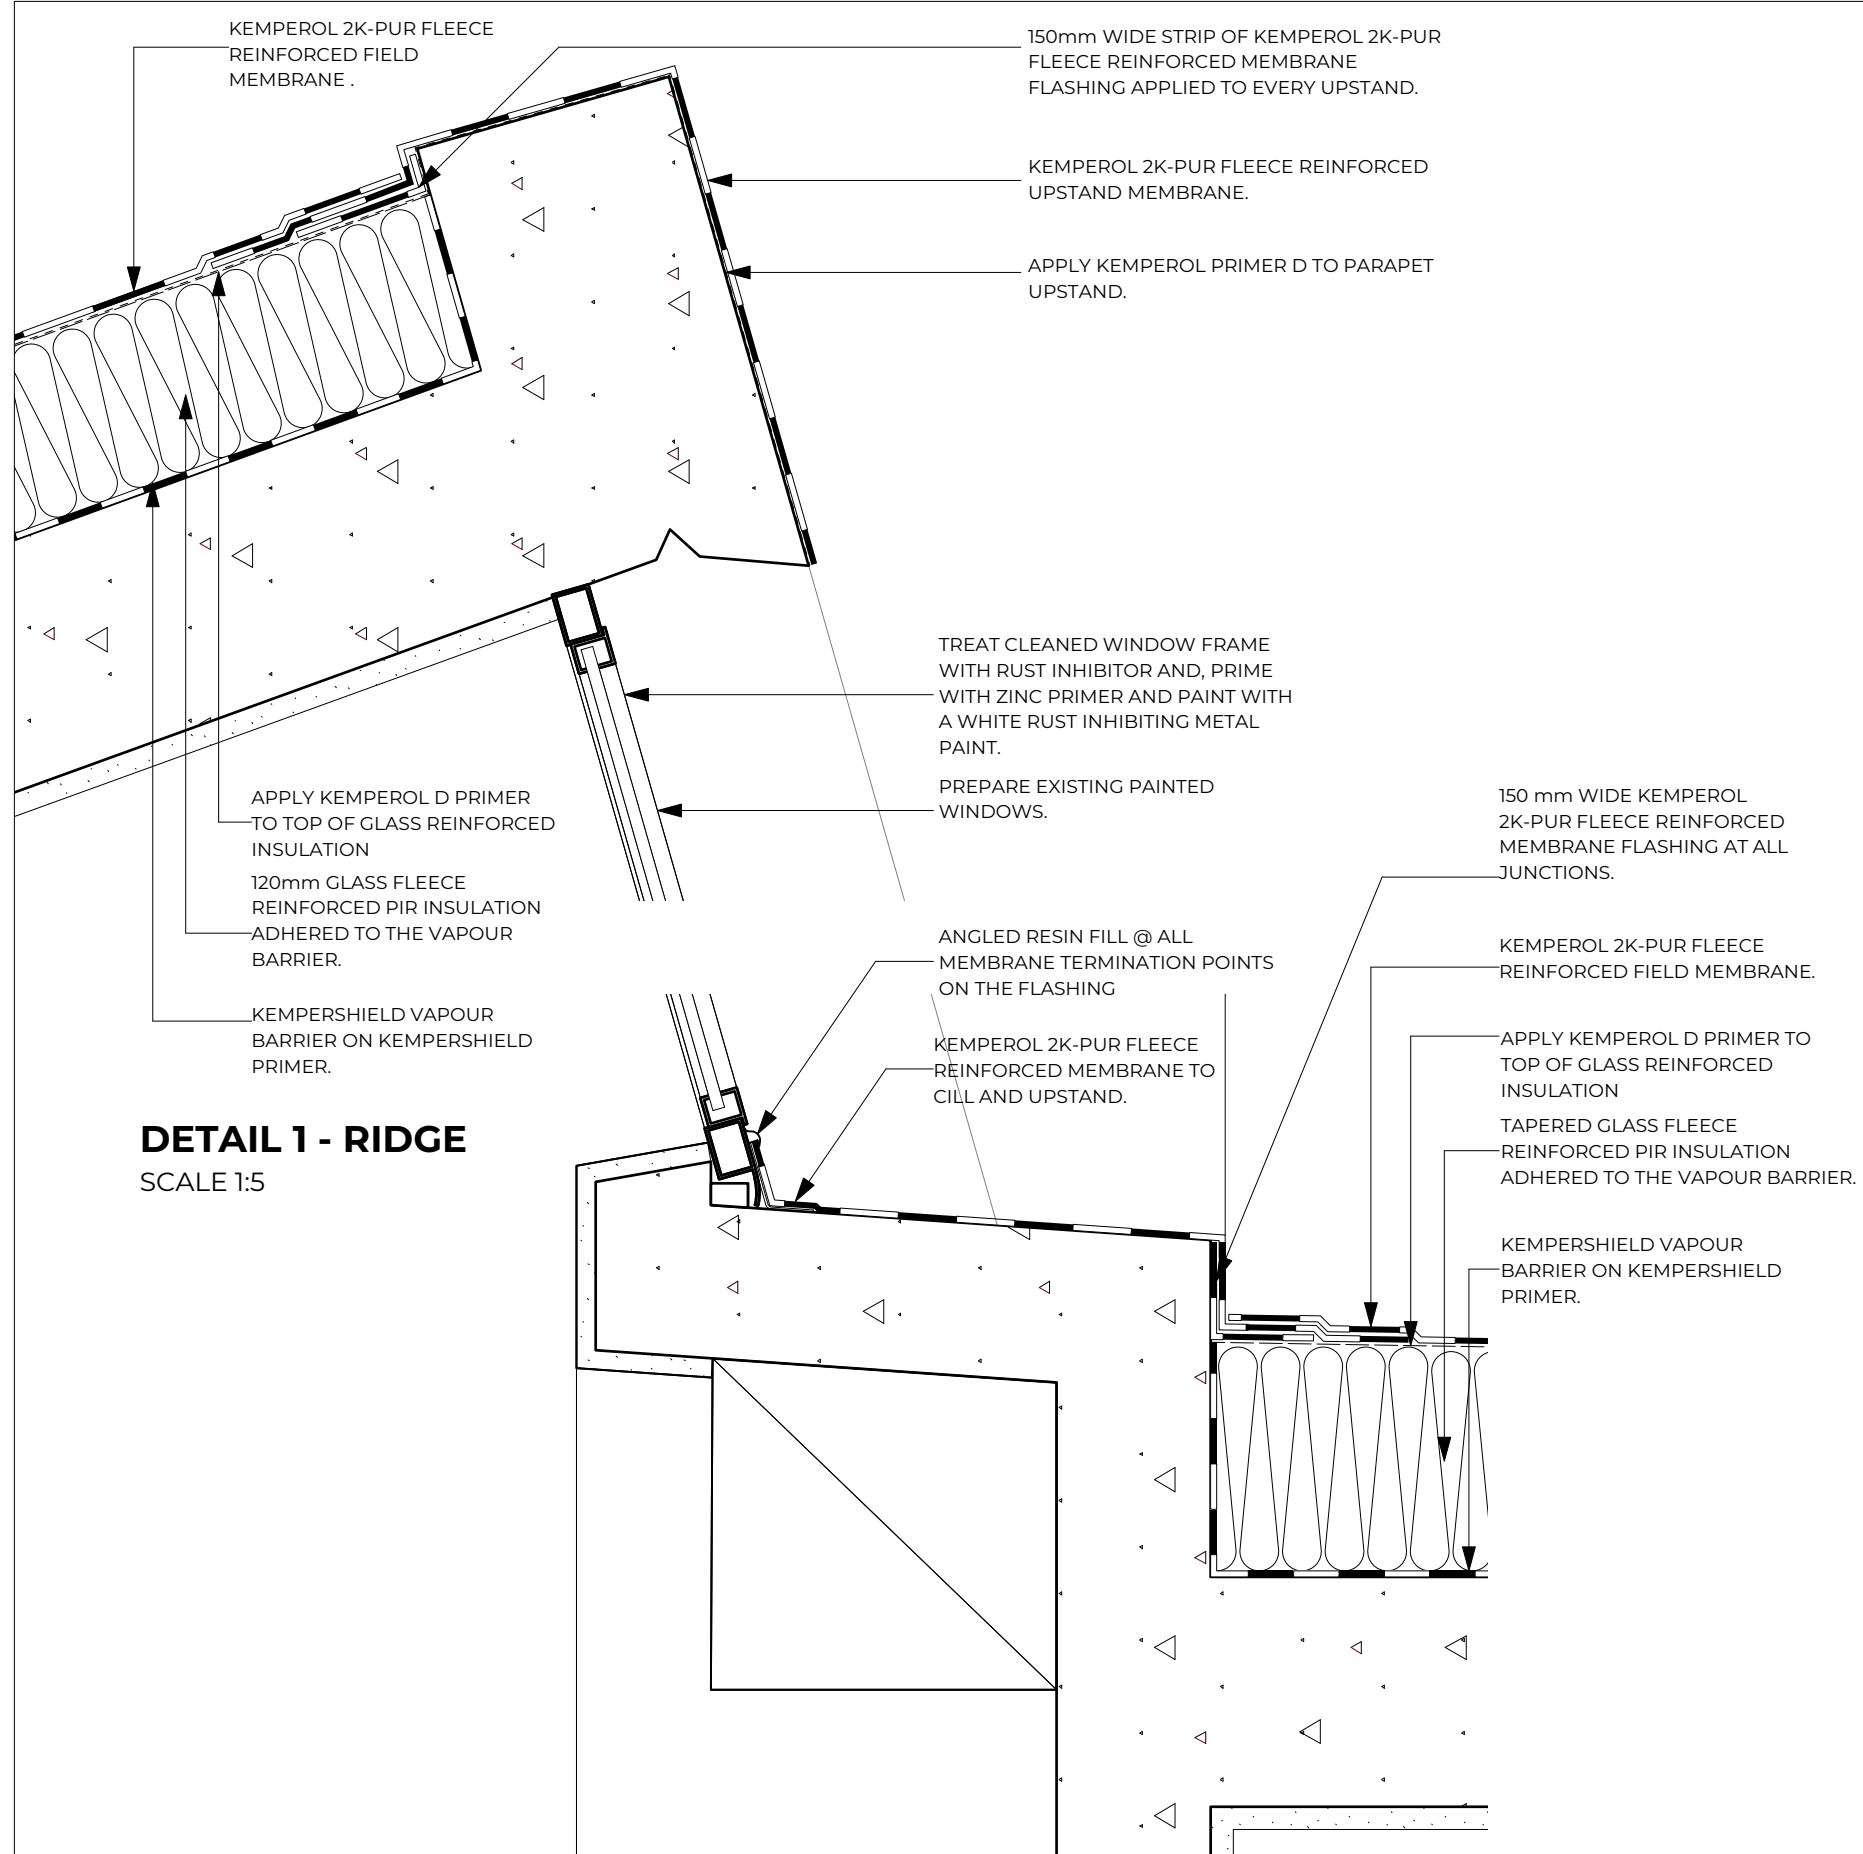 KEMPEROL 2K-PUR FLEECE
REINFORCED FIELD
MEMBRANE .
150mm WIDE STRIP OF KEMPEROL 2K-PUR
FLEECE REINFORCED MEMBRANE
FLASHING APPLIED TO EVERY UPSTAND.
KEMPEROL 2K-PUR FLEECE REINFORCED
UPSTAND MEMBRANE.
APPLY KEMPEROL PRIMER D TO PARAPET
UPSTAND.
TREAT CLEANED WINDOW FRAME
WITH RUST INHIBITOR AND, PRIME
WITH ZINC PRIMER AND PAINT WITH
A WHITE RUST INHIBITING METAL
PAINT.
PREPARE EXISTING PAINTED
WINDOWS.
APPLY KEMPEROL D PRIMER
TO TOP OF GLASS REINFORCED
INSULATION
120mm GLASS FLEECE
REINFORCED PIR INSULATION
ADHERED TO THE VAPOUR
BARRIER.
KEMPERSHIELD VAPOUR
BARRIER ON KEMPERSHIELD
PRIMER.
DETAIL 1 - RIDGE
SCALE 1:5
ANGLED RESIN FILL @ ALL
MEMBRANE TERMINATION POINTS
ON THE FLASHING
KEMPEROL 2K-PUR FLEECE
REINFORCED MEMBRANE TO
CILL AND UPSTAND.
150 mm WIDE KEMPEROL
2K-PUR FLEECE REINFORCED
MEMBRANE FLASHING AT ALL
JUNCTIONS.
KEMPEROL 2K-PUR FLEECE
REINFORCED FIELD MEMBRANE.
APPLY KEMPEROL D PRIMER TO
TOP OF GLASS REINFORCED
INSULATION
TAPERED GLASS FLEECE
REINFORCED PIR INSULATION
ADHERED TO THE VAPOUR BARRIER.
KEMPERSHIELD VAPOUR
BARRIER ON KEMPERSHIELD
PRIMER.